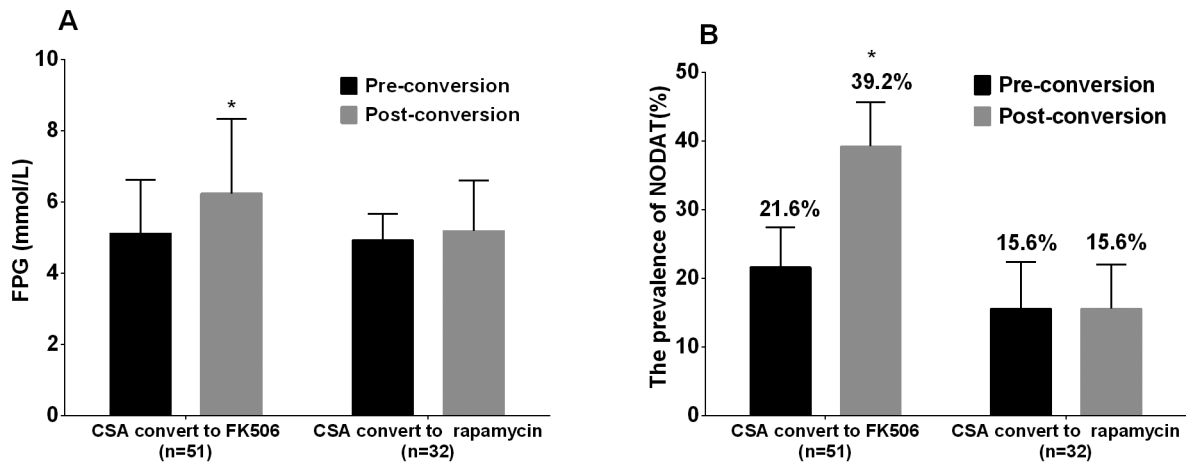 A
FPG (mmol/L)
10
8
6
4
2
0
Pre-conversion
Post-conversion
*
CSA convert to FK506
(n=51)
CSA convert to rapamycin
(n=32)
B
The prevalence of NODAT(%)
50
40
30
20
10
0
*
39.2%
21.6%
15.6%
15.6%
Pre-conversion
Post-conversion
CSA convert to FK506
(n=51)
CSA convert to rapamycin
(n=32)